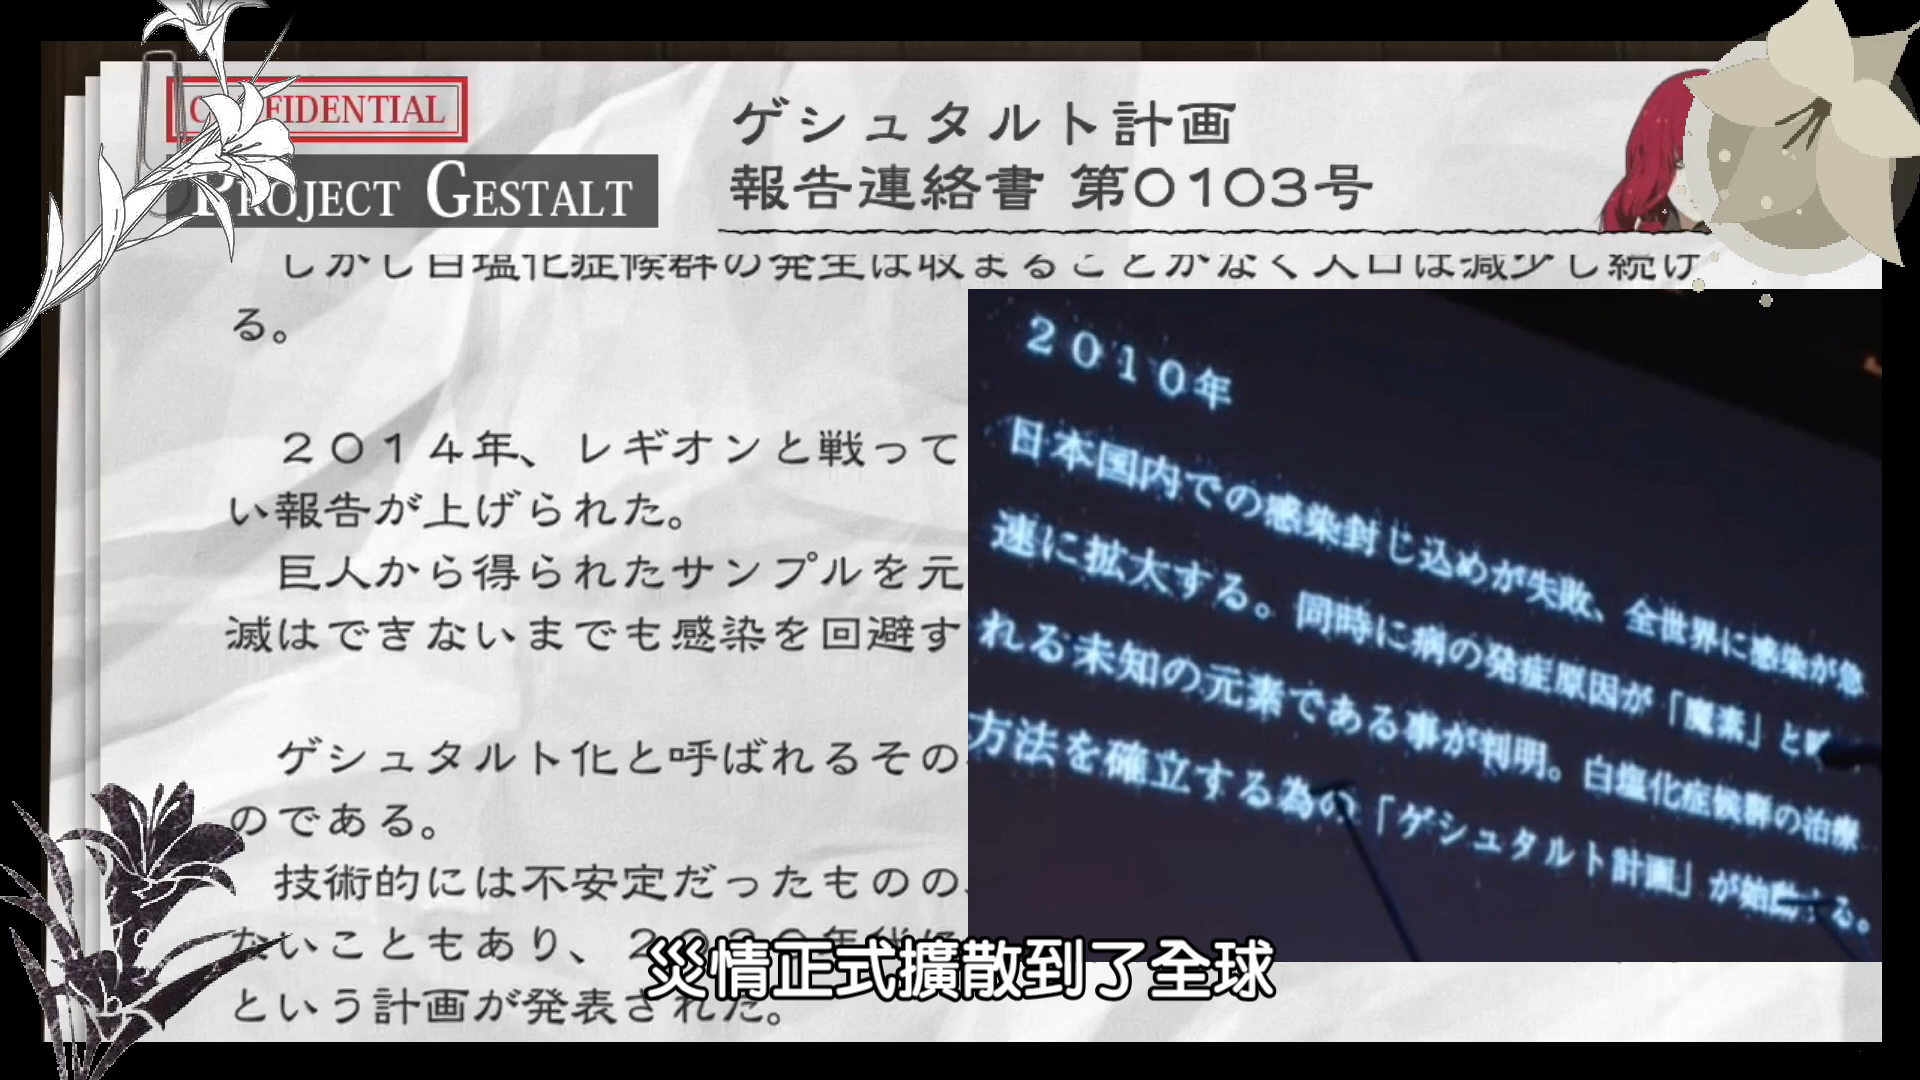 CONFIDENTIAL
PROJECT GESTALT
ゲシュタルト計画
報告連絡書 第0103号
しかし白塩化症候群の発生は収まることがなく人口は減少し続け
る。
2014年、レギオンと戦って
い報告が上げられた。
巨人から得られたサンプルを元
滅はできないまでも感染を回避す
ゲシュタルト化と呼ばれるその
のである。
技術的には不安定だったものの、
ないこともあり、2030年代に
という計画が発表された。
2010年
日本国内での感染封じ込めが失敗、全世界に感染が急
速に拡大する。同時に病の発症原因が「魔素」と
れる未知の元素である事が判明。白塩化症候群の治療
方法を確立する為の「ゲシュタルト計画」が始動する。
災情正式擴散到了全球